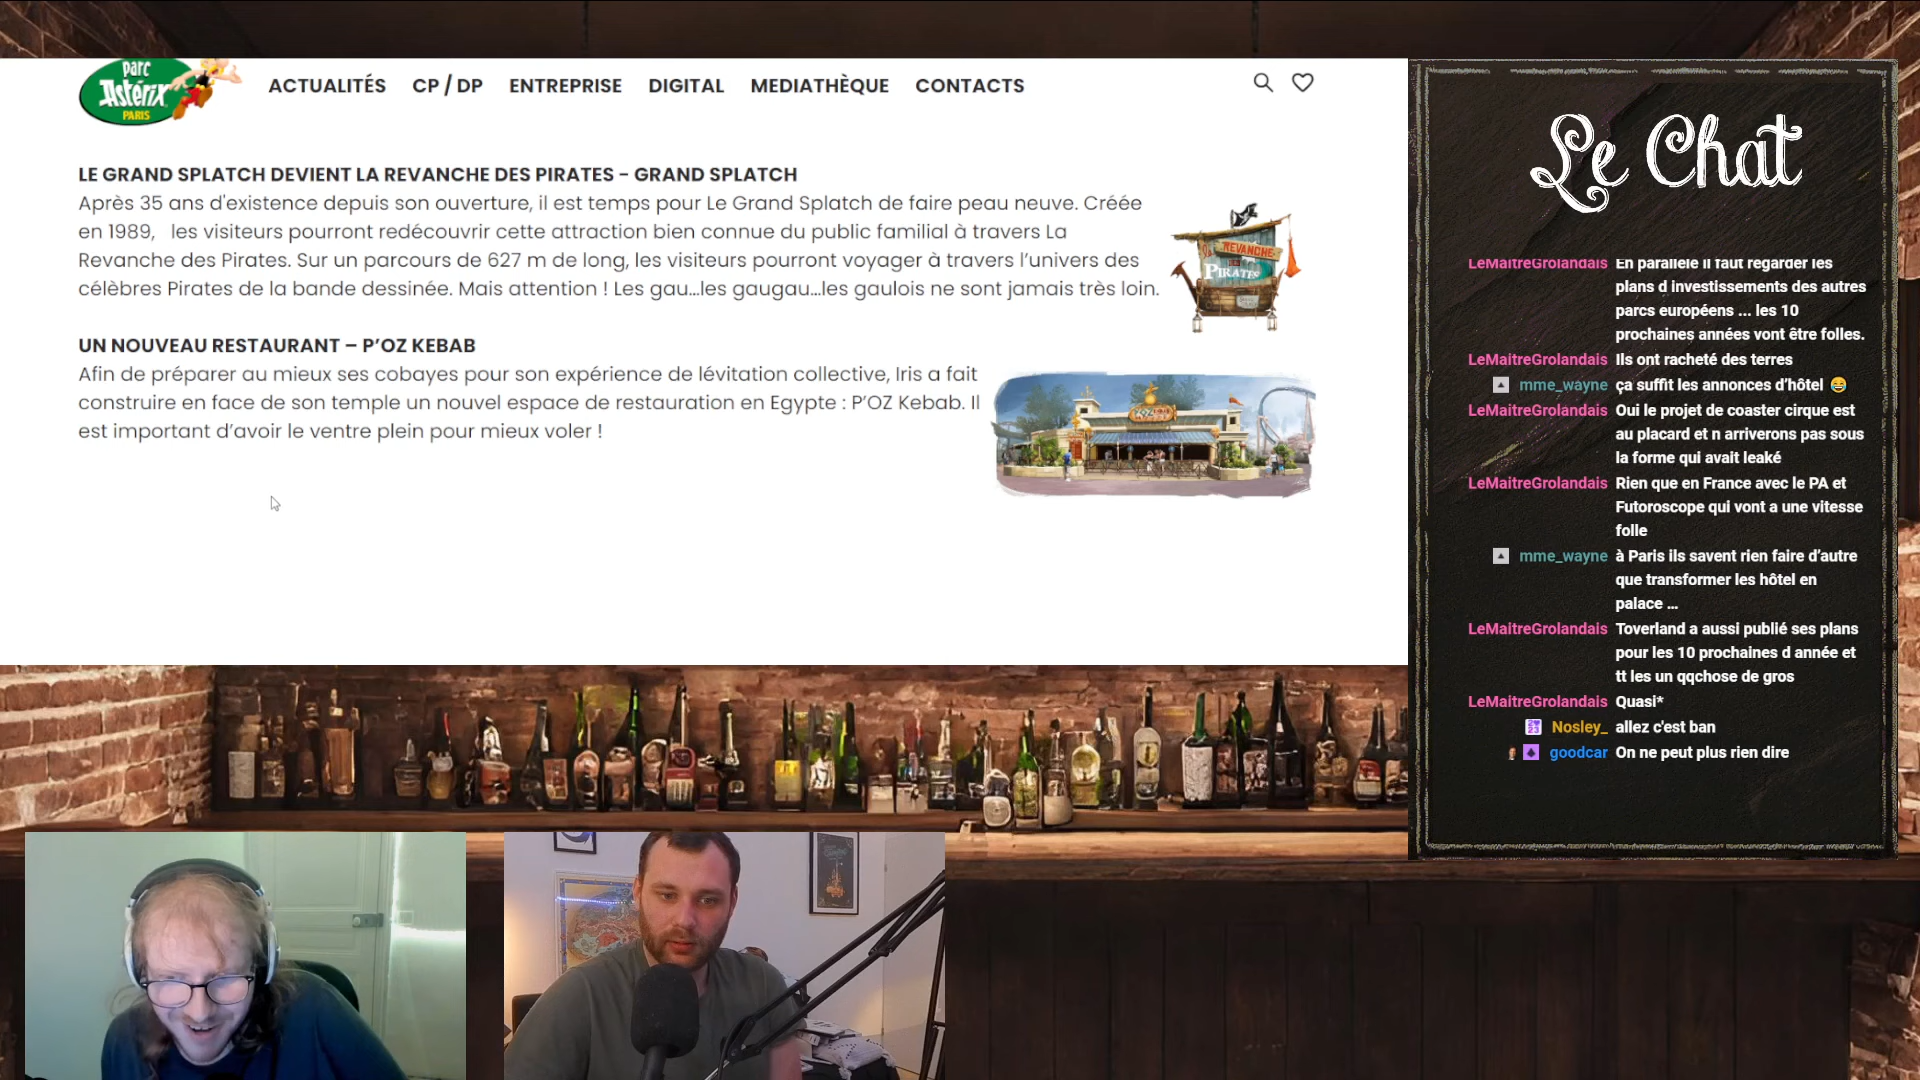 parc
Astérix
PARIS
ACTUALITÉS CP / DP ENTREPRISE DIGITAL MEDIATHÈQUE CONTACTS
LE GRAND SPLATCH DEVIENT LA REVANCHE DES PIRATES - GRAND SPLATCH
Après 35 ans d'existence depuis son ouverture, il est temps pour Le Grand Splatch de faire peau neuve. Créée
en 1989, les visiteurs pourront redécouvrir cette attraction bien connue du public familial à travers La
Revanche des Pirates. Sur un parcours de 627 m de long, les visiteurs pourront voyager à travers l’univers des
célèbres Pirates de la bande dessinée. Mais attention ! Les gau...les gaugau...les gaulois ne sont jamais très loin.
REVANCHE
PIRATES
UN NOUVEAU RESTAURANT – P’OZ KEBAB
Afin de préparer au mieux ses cobayes pour son expérience de lévitation collective, Iris a fait
construire en face de son temple un nouvel espace de restauration en Egypte : P’OZ Kebab. Il
est important d’avoir le ventre plein pour mieux voler !
Le Chat
LeMaitreGrolandais En parallèle il faut regarder les
plans d investissements des autres
parcs européens ... les 10
prochaines années vont être folles.
LeMaitreGrolandais Ils ont racheté des terres
mme_wayne ça suffit les annonces d’hôtel 😂
LeMaitreGrolandais Oui le projet de coaster cirque est
au placard et n arriverons pas sous
la forme qui avait leaké
LeMaitreGrolandais Rien que en France avec le PA et
Futoroscope qui vont a une vitesse
folle
mme_wayne à Paris ils savent rien faire d’autre
que transformer les hôtel en
palace ...
LeMaitreGrolandais Toverland a aussi publié ses plans
pour les 10 prochaines d année et
tt les un qqchose de gros
LeMaitreGrolandais Quasi*
Nosley_ allez c'est ban
goodcar On ne peut plus rien dire